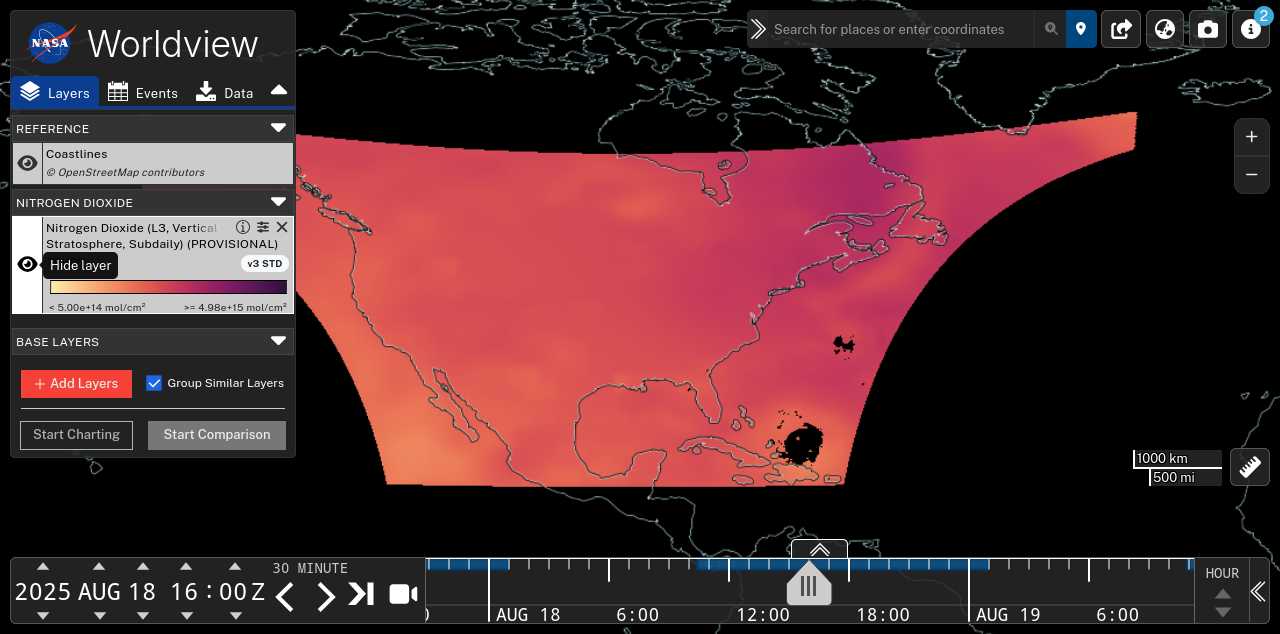 NASA
Worldview
Layers
Events
Data
REFERENCE
Coastlines
© OpenStreetMap contributors
NITROGEN DIOXIDE
Nitrogen Dioxide (L3, Vertical
Stratosphere, Subdaily) (PROVISIONAL)
Hide layer
v3 STD
< 5.00e+14 mol/cm²
>= 4.98e+15 mol/cm²
BASE LAYERS
+ Add Layers
Group Similar Layers
Start Charting
Start Comparison
Search for places or enter coordinates
2
+
−
1000 km
500 mi
2025 AUG 18 16 : 00 Z
30 MINUTE
AUG 18
6:00
12:00
18:00
AUG 19
6:00
HOUR